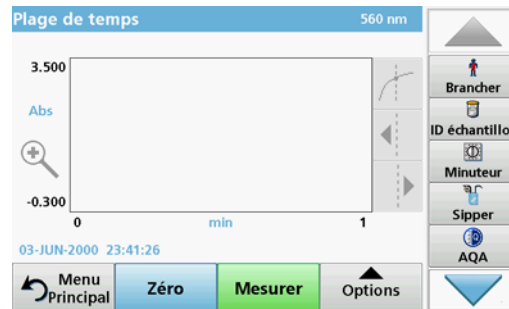 Plage de temps
560 nm
3.500
Abs
-0.300
0
min
1
03-JUN-2000 23:41:26
Menu
Principal
Zéro
Mesurer
Options
Brancher
ID échantillo
Minuteur
Sipper
AQA